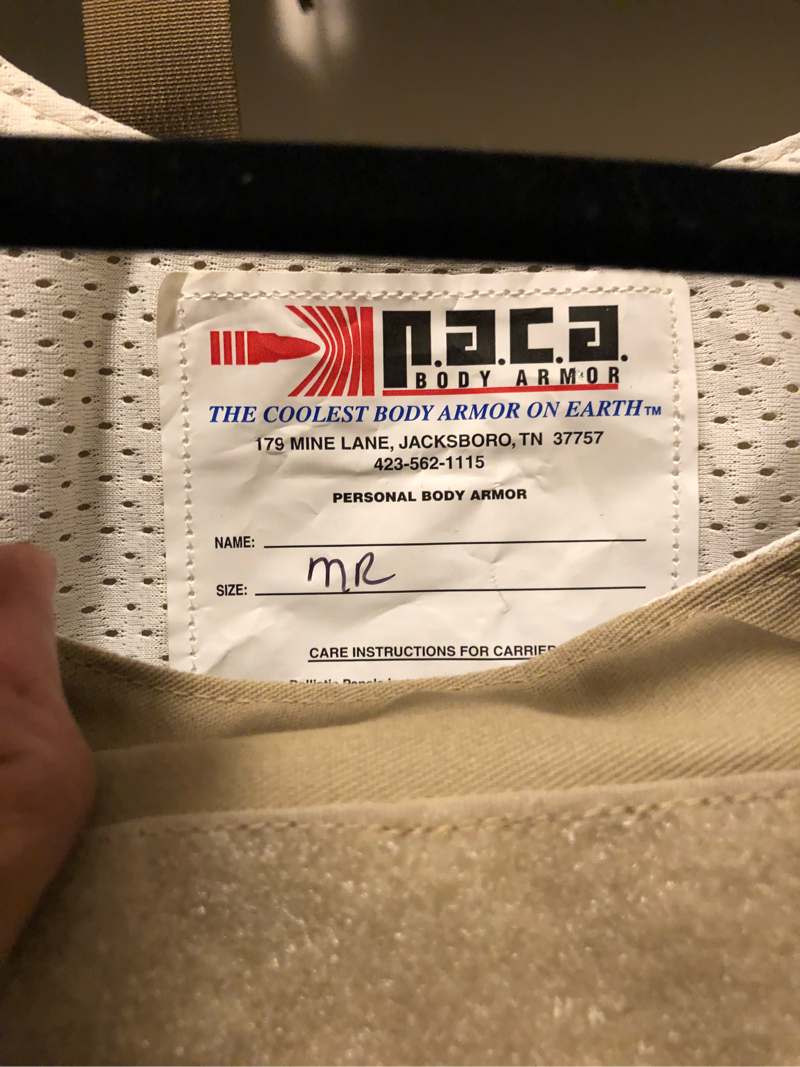 P.A.C.A.
BODY ARMOR
THE COOLEST BODY ARMOR ON EARTH™
179 MINE LANE, JACKSBORO, TN 37757
423-562-1115
PERSONAL BODY ARMOR
NAME:
SIZE: MR
CARE INSTRUCTIONS FOR CARRIER